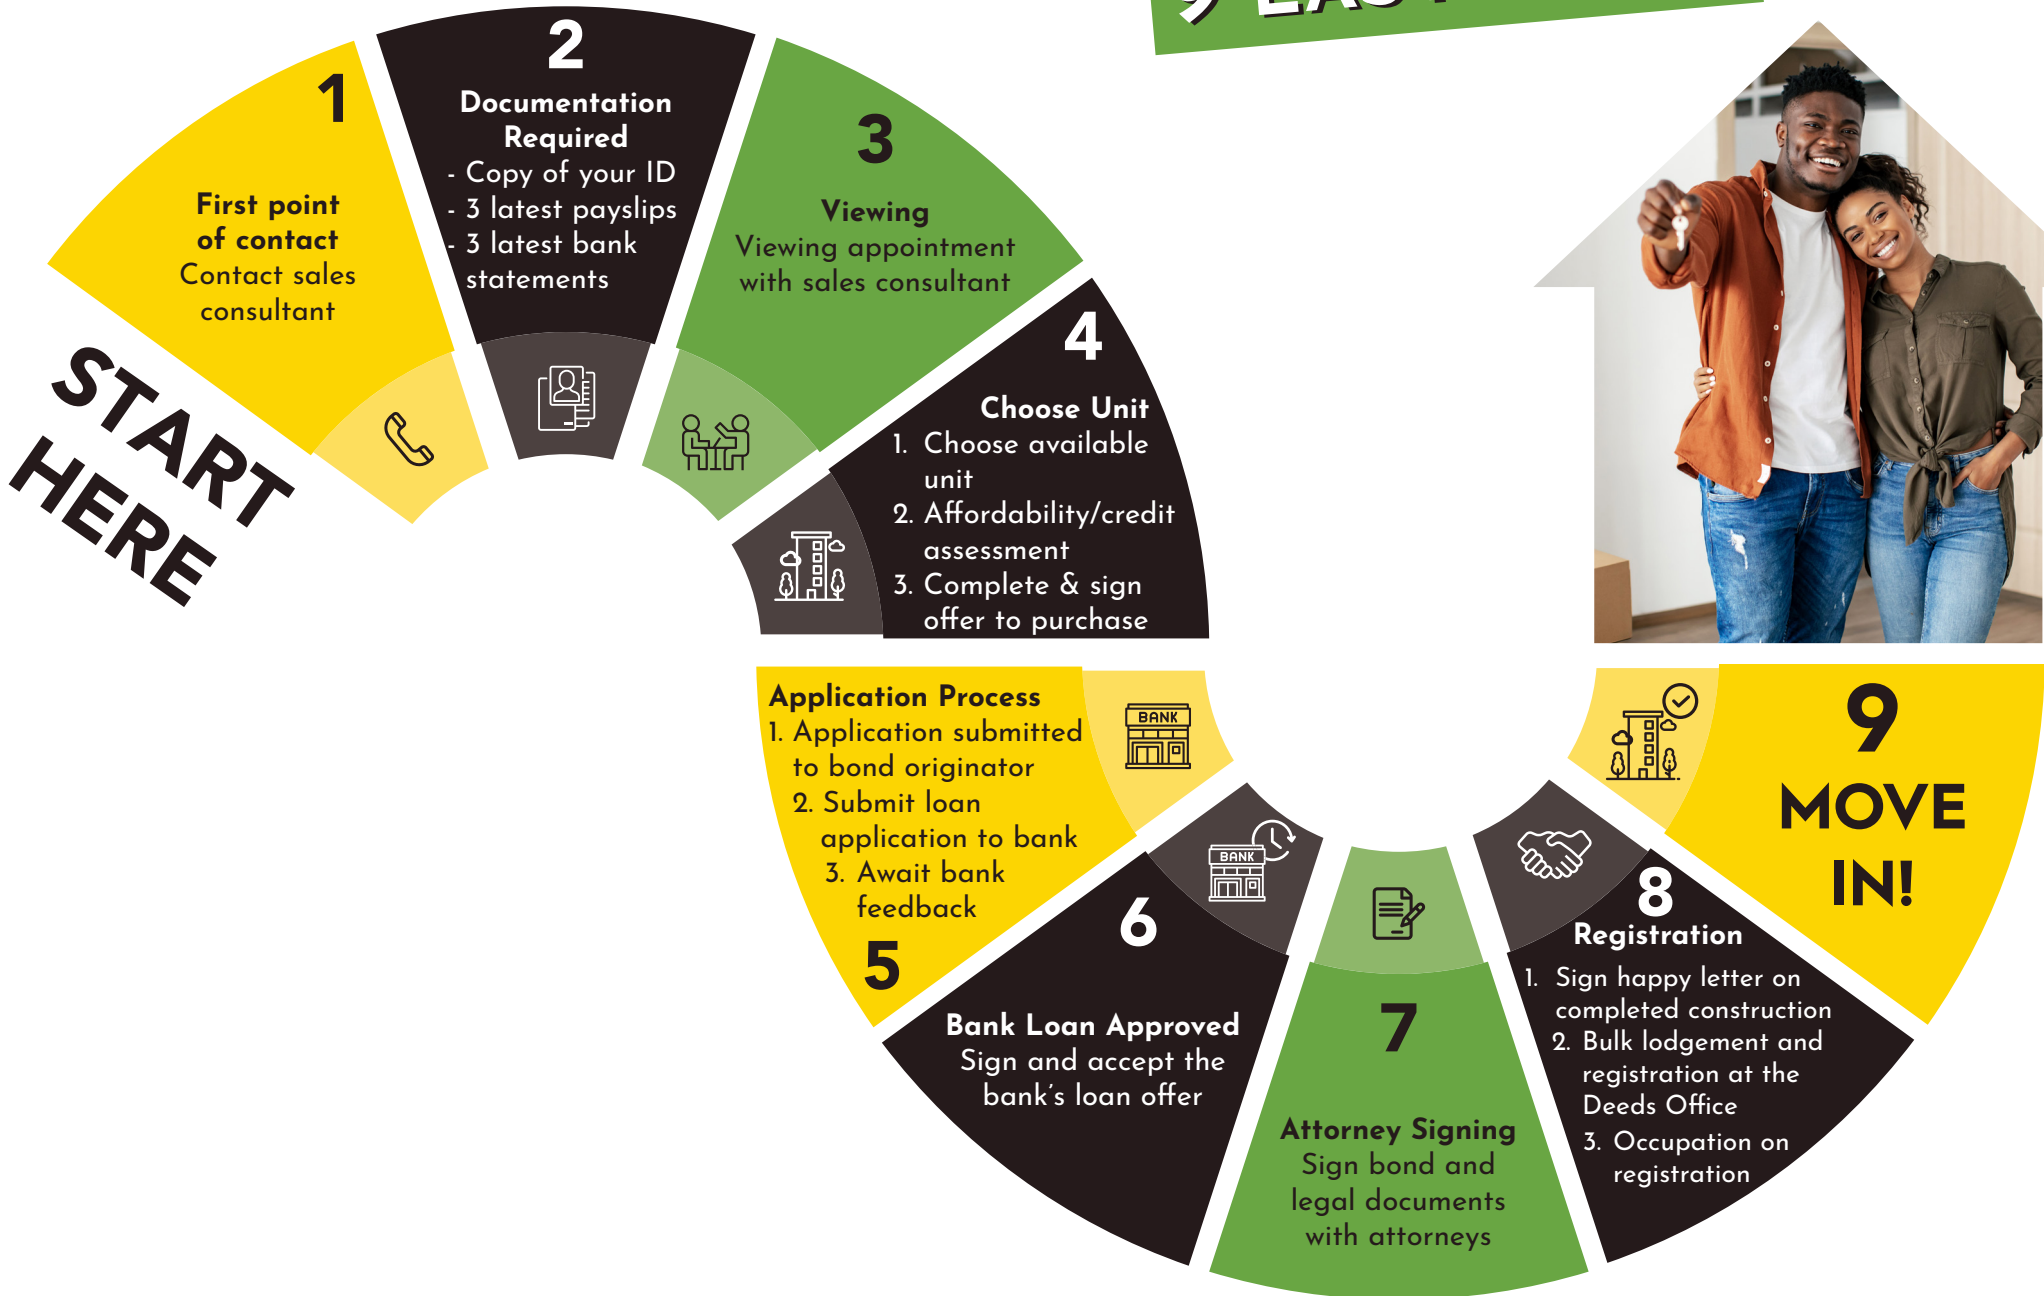 9 EASY
1
First point
of contact
Contact sales
consultant
START
HERE
2
Documentation
Required
- Copy of your ID
- 3 latest payslips
- 3 latest bank
statements
3
Viewing
Viewing appointment
with sales consultant
4
Choose Unit
1. Choose available
unit
2. Affordability/credit
assessment
3. Complete & sign
offer to purchase
Application Process
1. Application submitted
to bond originator
2. Submit loan
application to bank
3. Await bank
feedback
5
BANK
6
Bank Loan Approved
Sign and accept the
bank's loan offer
BANK
7
Attorney Signing
Sign bond and
legal documents
with attorneys
8
Registration
1. Sign happy letter on
completed construction
2. Bulk lodgement and
registration at the
Deeds Office
3. Occupation on
registration
9
MOVE
IN!